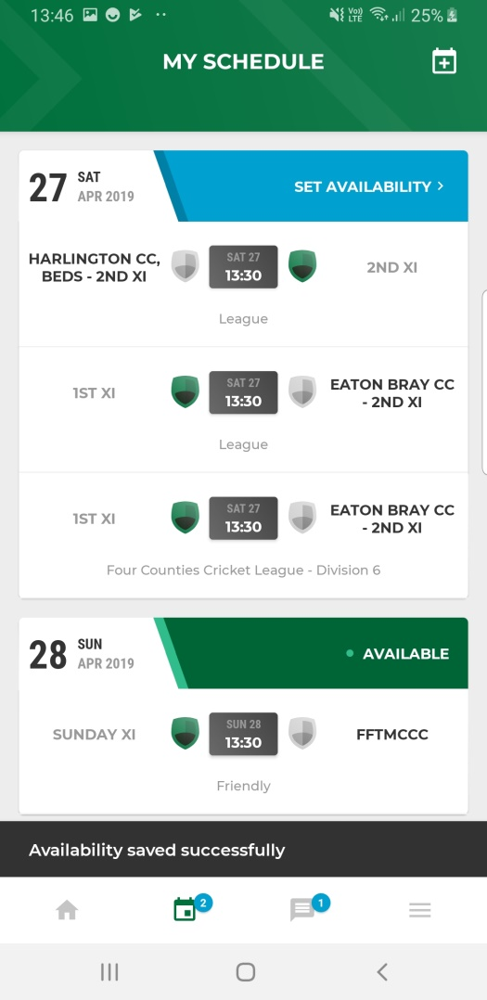 13:46 Vo)) LTE 25%
MY SCHEDULE
27 SAT
APR 2019
SET AVAILABILITY >
HARLINGTON CC,
BEDS - 2ND XI
SAT 27
13:30
2ND XI
League
1ST XI
SAT 27
13:30
EATON BRAY CC
- 2ND XI
League
1ST XI
SAT 27
13:30
EATON BRAY CC
- 2ND XI
Four Counties Cricket League - Division 6
28 SUN
APR 2019
AVAILABLE
SUNDAY XI
SUN 28
13:30
FFTMCCC
Friendly
Availability saved successfully
2
1